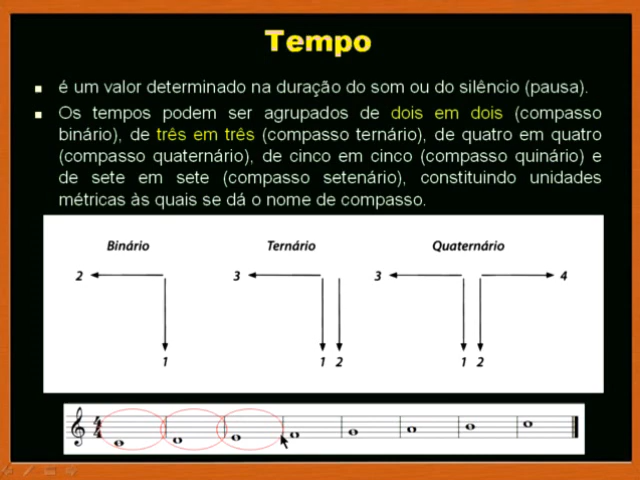 Tempo
é um valor determinado na duração do som ou do silêncio (pausa).
Os tempos podem ser agrupados de dois em dois (compasso
binário), de três em três (compasso ternário), de quatro em quatro
(compasso quaternário), de cinco em cinco (compasso quinário) e
de sete em sete (compasso setenário), constituindo unidades
métricas às quais se dá o nome de compasso.
Binário Ternário Quaternário
2 3 3 4
1 1 2 1 2
4
4